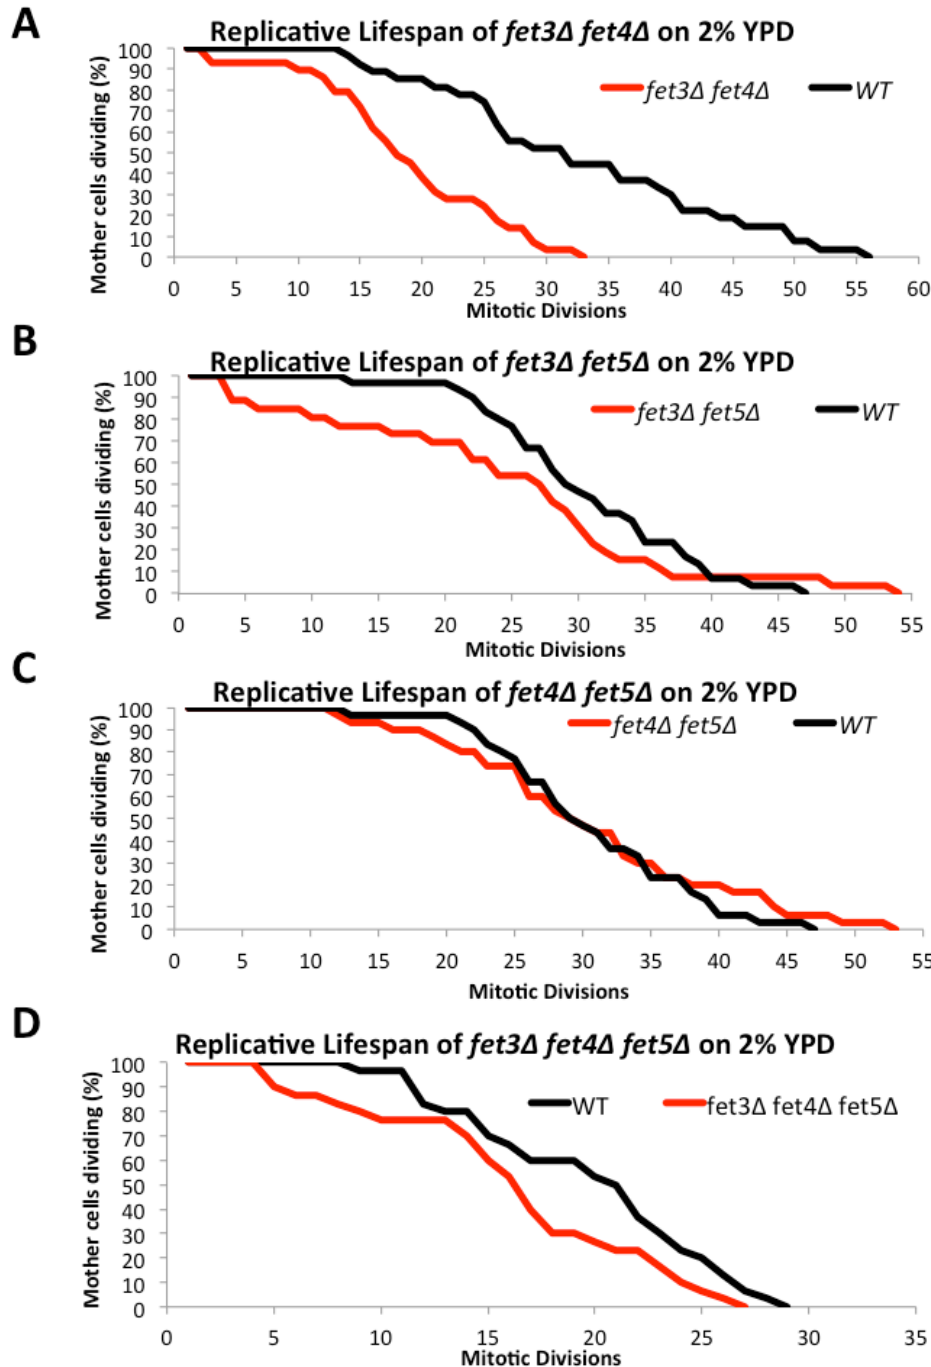 A
Replicative Lifespan of fet3Δ fet4Δ on 2% YPD
Mother cells dividing (%)
100
90
80
70
60
50
40
30
20
10
0
fet3Δ fet4Δ
WT
0 5 10 15 20 25 30 35 40 45 50 55 60
Mitotic Divisions
B
Replicative Lifespan of fet3Δ fet5Δ on 2% YPD
Mother cells dividing (%)
100
90
80
70
60
50
40
30
20
10
0
fet3Δ fet5Δ
WT
0 5 10 15 20 25 30 35 40 45 50 55
Mitotic Divisions
C
Replicative Lifespan of fet4Δ fet5Δ on 2% YPD
Mother cells dividing (%)
100
90
80
70
60
50
40
30
20
10
0
fet4Δ fet5Δ
WT
0 5 10 15 20 25 30 35 40 45 50 55
Mitotic Divisions
D
Replicative Lifespan of fet3Δ fet4Δ fet5Δ on 2% YPD
Mother cells dividing (%)
100
90
80
70
60
50
40
30
20
10
0
WT
fet3Δ fet4Δ fet5Δ
0 5 10 15 20 25 30 35
Mitotic Divisions